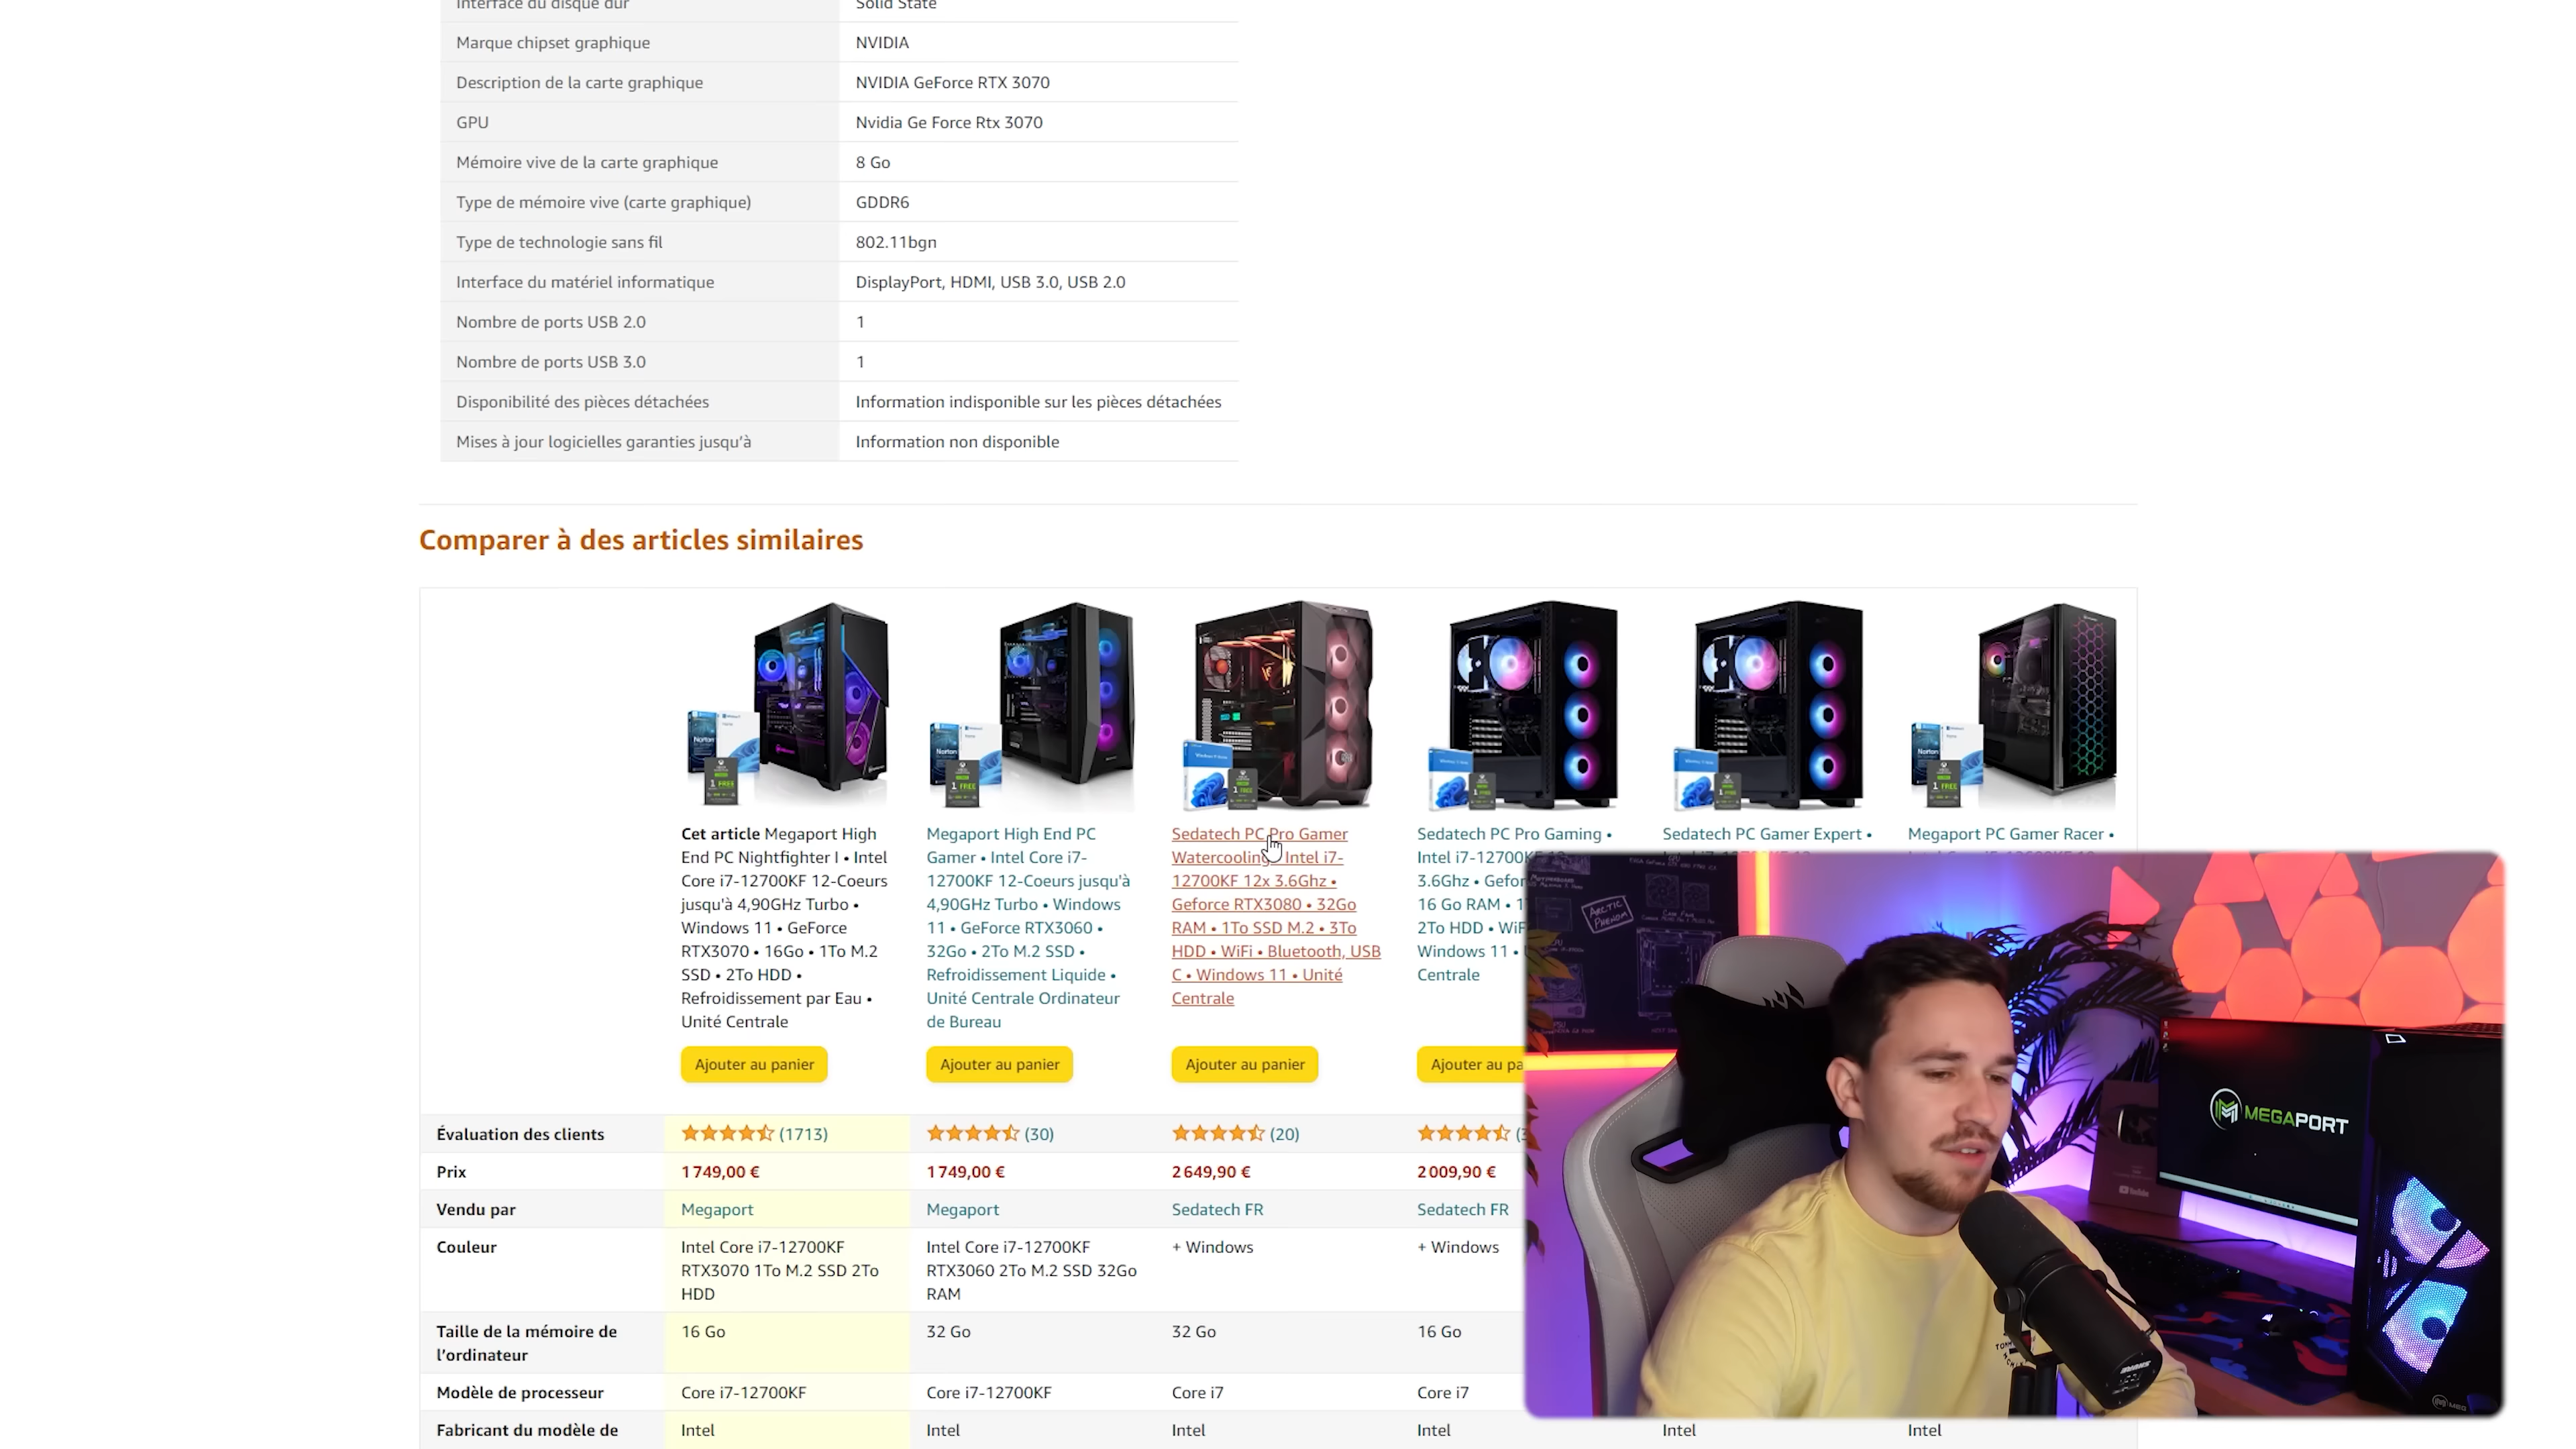 Interface du disque dur Solid State
Marque chipset graphique NVIDIA
Description de la carte graphique NVIDIA GeForce RTX 3070
GPU Nvidia Ge Force Rtx 3070
Mémoire vive de la carte graphique 8 Go
Type de mémoire vive (carte graphique) GDDR6
Type de technologie sans fil 802.11bgn
Interface du matériel informatique DisplayPort, HDMI, USB 3.0, USB 2.0
Nombre de ports USB 2.0 1
Nombre de ports USB 3.0 1
Disponibilité des pièces détachées Information indisponible sur les pièces détachées
Mises à jour logicielles garanties jusqu'à Information non disponible
Comparer à des articles similaires
Cet article Megaport High
End PC Nightfighter I • Intel
Core i7-12700KF 12-Coeurs
jusqu'à 4,90GHz Turbo •
Windows 11 • GeForce
RTX3070 • 16Go • 1To M.2
SSD • 2To HDD •
Refroidissement par Eau •
Unité Centrale
Ajouter au panier
Megaport High End PC
Gamer • Intel Core i7-
12700KF 12-Coeurs jusqu'à
4,90GHz Turbo • Windows
11 • GeForce RTX3060 •
32Go • 2To M.2 SSD •
Refroidissement Liquide •
Unité Centrale Ordinateur
de Bureau
Ajouter au panier
Sedatech PC Pro Gamer
Watercooling • Intel i7-
12700KF 12x 3.6Ghz •
Geforce RTX3080 • 32Go
RAM • 1To SSD M.2 • 3To
HDD • WiFi • Bluetooth, USB
C • Windows 11 • Unité
Centrale
Ajouter au panier
Sedatech PC Pro Gaming •
Intel i7-12700K
3.6Ghz • Gefor
16 Go RAM • 1
2To HDD • WiF
Windows 11 •
Centrale
Ajouter au pa
Sedatech PC Gamer Expert •
Megaport PC Gamer Racer •
Évaluation des clients (1713) (30) (20)
Prix 1 749,00 € 1 749,00 € 2 649,90 € 2 009,90 €
Vendu par Megaport Megaport Sedatech FR Sedatech FR
Couleur Intel Core i7-12700KF Intel Core i7-12700KF + Windows + Windows
RTX3070 1To M.2 SSD 2To RTX3060 2To M.2 SSD 32Go
HDD RAM
Taille de la mémoire de 16 Go 32 Go 32 Go 16 Go
l'ordinateur
Modèle de processeur Core i7-12700KF Core i7-12700KF Core i7 Core i7
Fabricant du modèle de Intel Intel Intel Intel Intel Intel
ARCTIC
PHENOM
MEGAPORT
YouTube